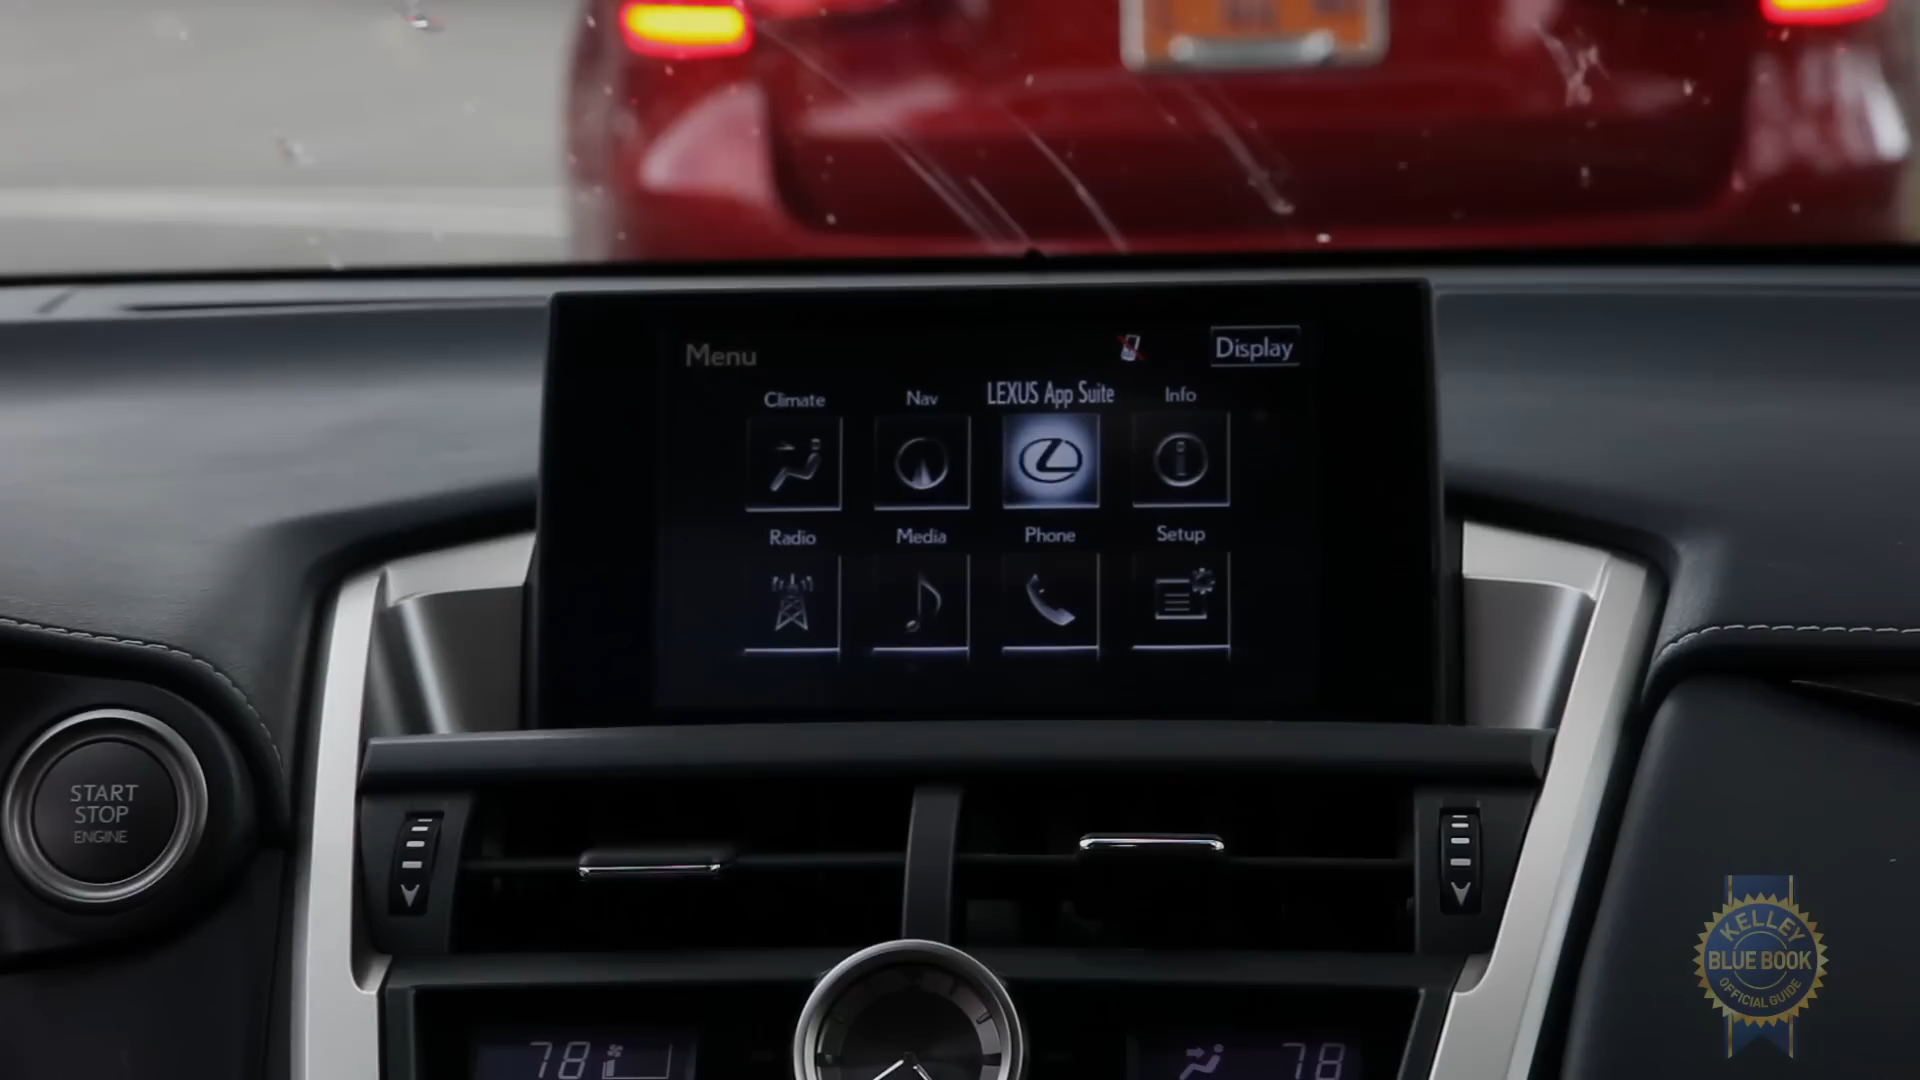 Menu
Display
Climate
Nav
LEXUS App Suite
Info
Radio
Media
Phone
Setup
START
STOP
ENGINE
78
78
KELLEY
BLUE BOOK
OFFICIAL GUIDE